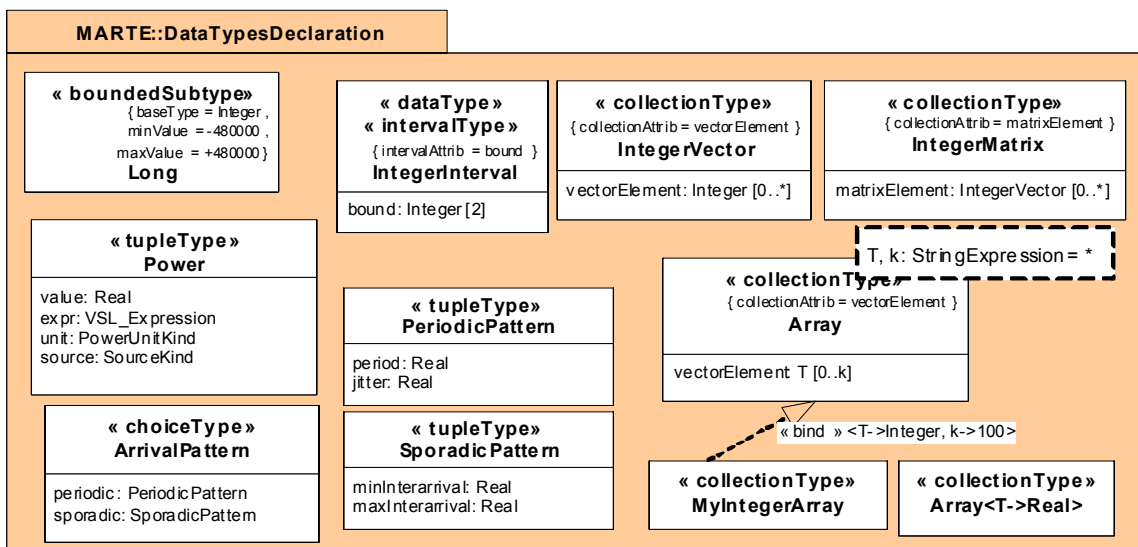 MARTE::DataTypesDeclaration
« boundedSubtype»
{ baseType = Integer ,
minValue = -480000 ,
maxValue = +480000 }
Long
« dataType»
« intervalType»
{ intervalAttrib = bound }
IntegerInterval
bound: Integer [2]
« collectionType»
{ collectionAttrib = vectorElement }
IntegerVector
vectorElement: Integer [0..*]
« collectionType»
{ collectionAttrib = matrixElement }
IntegerMatrix
matrixElement: IntegerVector [0..*]
« tupleType»
Power
value: Real
expr: VSL_Expression
unit: PowerUnitKind
source: SourceKind
« tupleType»
PeriodicPattern
period: Real
jitter: Real
T, k: StringExpression = *
« collectionType»
{ collectionAttrib = vectorElement }
Array
vectorElement T [0..k]
« choiceType»
ArrivalPattern
periodic: PeriodicPattern
sporadic: SporadicPattern
« tupleType»
SporadicPattern
minInterarrival: Real
maxInterarrival: Real
« bind » <T->Integer, k->100>
« collectionType»
MyIntegerArray
« collectionType»
Array<T->Real>